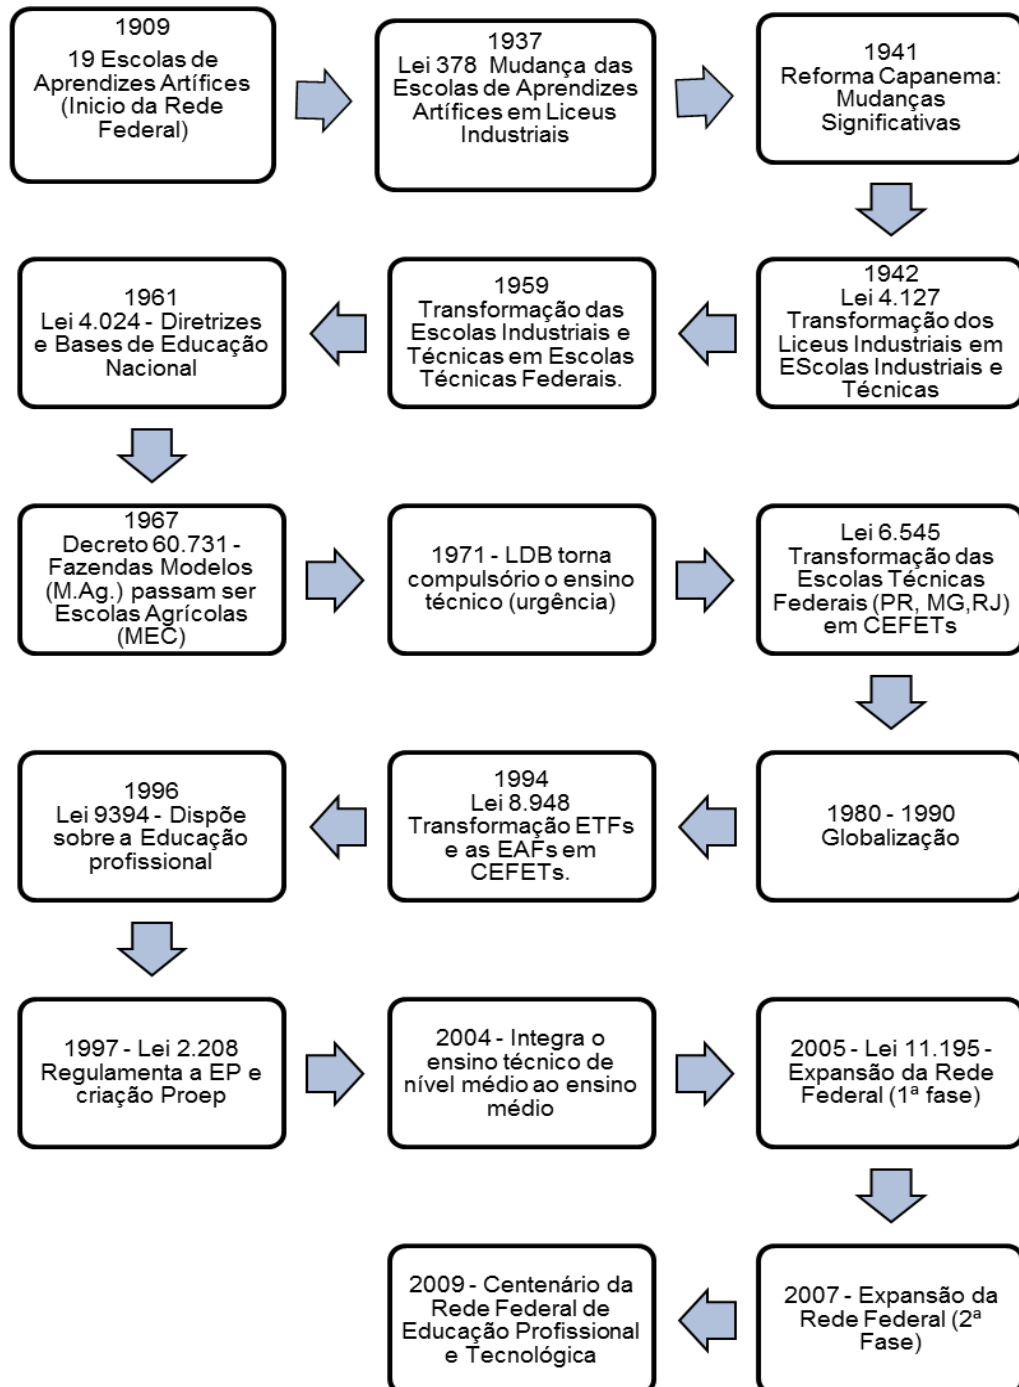 1909
19 Escolas de
Aprendizes Artífices
(Inicio da Rede
Federal)
1937
Lei 378 Mudança das
Escolas de Aprendizes
Artífices em Liceus
Industriais
1941
Reforma Capanema:
Mudanças
Significativas
1942
Lei 4.127
Transformação dos
Liceus Industriais em
EScolas Industriais e
Técnicas
1959
Transformação das
Escolas Industriais e
Técnicas em Escolas
Técnicas Federais.
1961
Lei 4.024 - Diretrizes
e Bases de Educação
Nacional
1967
Decreto 60.731 -
Fazendas Modelos
(M.Ag.) passam ser
Escolas Agrícolas
(MEC)
1971 - LDB torna
compulsório o ensino
técnico (urgência)
Lei 6.545
Transformação das
Escolas Técnicas
Federais (PR, MG,RJ)
em CEFETs
1980 - 1990
Globalização
1994
Lei 8.948
Transformação ETFs
e as EAFs em
CEFETs.
1996
Lei 9394 - Dispõe
sobre a Educação
profissional
1997 - Lei 2.208
Regulamenta a EP e
criação Proep
2004 - Integra o
ensino técnico de
nível médio ao ensino
médio
2005 - Lei 11.195 -
Expansão da Rede
Federal (1ª fase)
2007 - Expansão da
Rede Federal (2ª
Fase)
2009 - Centenário da
Rede Federal de
Educação Profissional
e Tecnológica